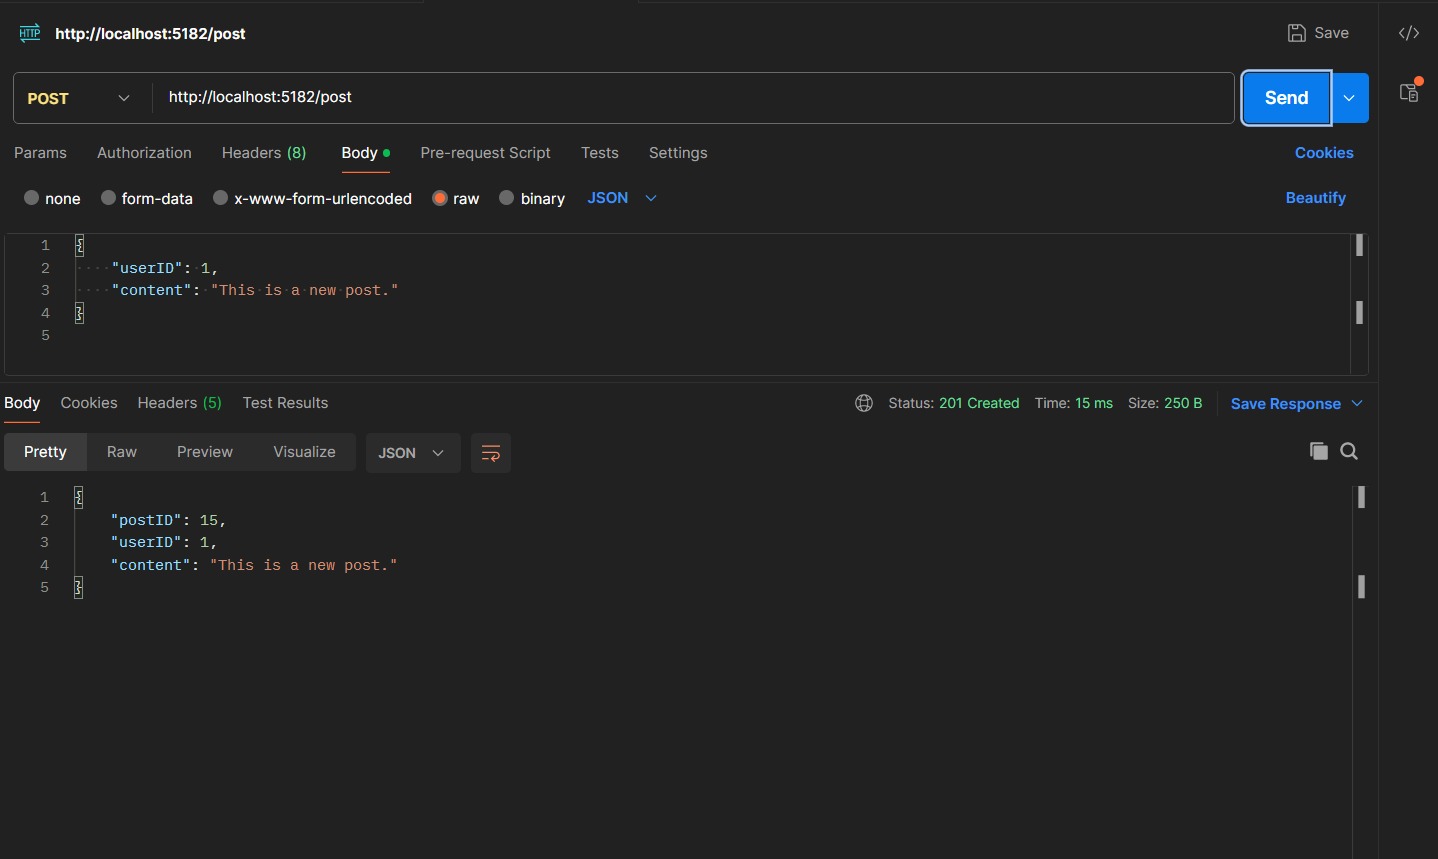 HTTP http://localhost:5182/post Save
POST http://localhost:5182/post Send
Params Authorization Headers (8) Body Pre-request Script Tests Settings Cookies
none form-data x-www-form-urlencoded raw binary JSON Beautify
1 {
2 "userID": 1,
3 "content": "This is a new post."
4 }
5
Body Cookies Headers (5) Test Results Status: 201 Created Time: 15 ms Size: 250 B Save Response
Pretty Raw Preview Visualize JSON
1 {
2 "postID": 15,
3 "userID": 1,
4 "content": "This is a new post."
5 }